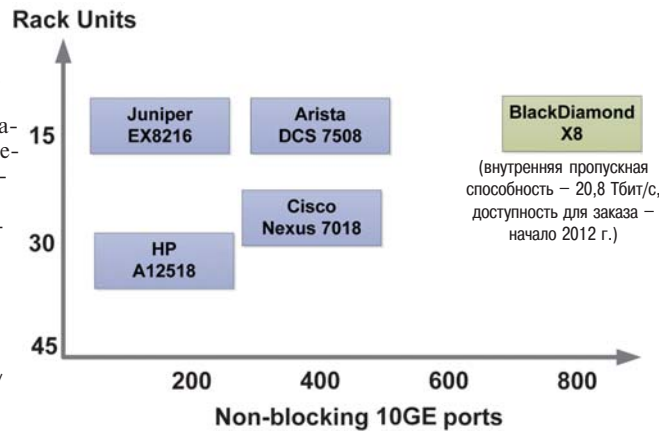 Rack Units
Juniper
EX8216
Arista
DCS 7508
BlackDiamond
X8
(внутренняя пропускная
способность – 20,8 Тбит/с,
доступность для заказа –
начало 2012 г.)
Cisco
Nexus 7018
HP
A12518
15
30
45
200 400 600 800
Non-blocking 10GE ports